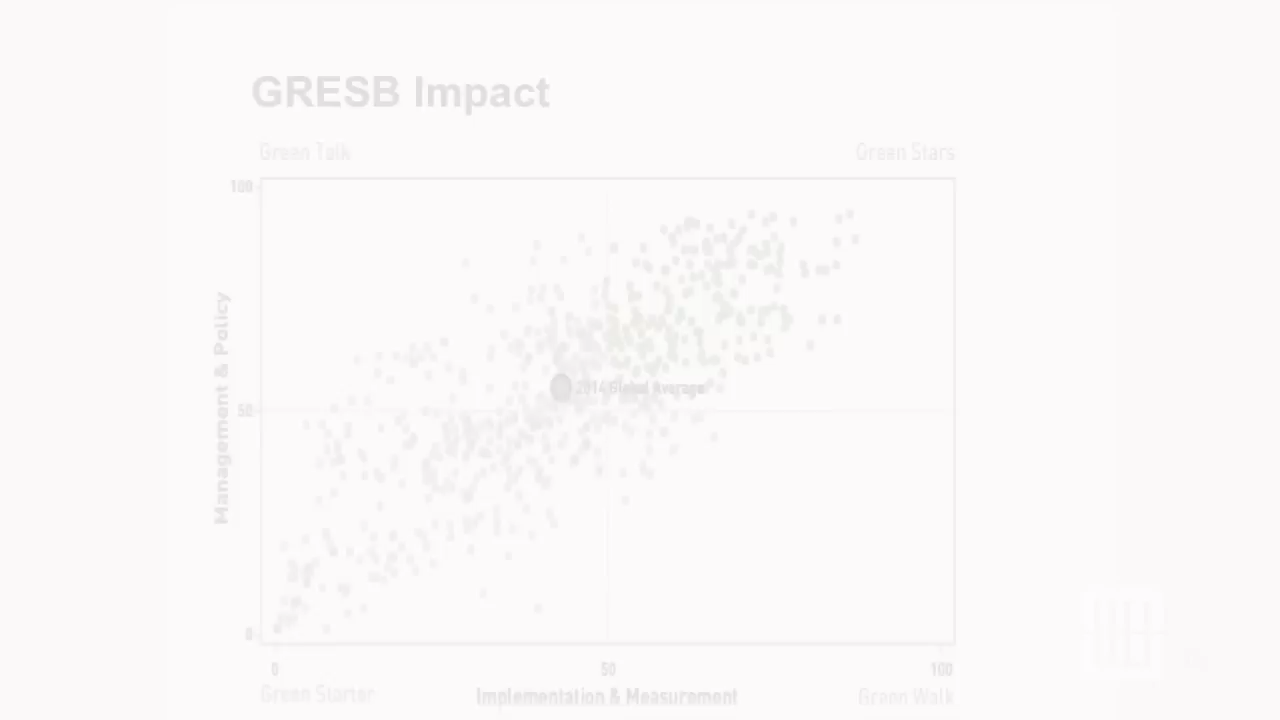 GRESB Impact
Green Talk
Green Stars
100
Management & Policy
2014 Global Average
50
0
0
50
100
Green Starter
Implementation & Measurement
Green Walk